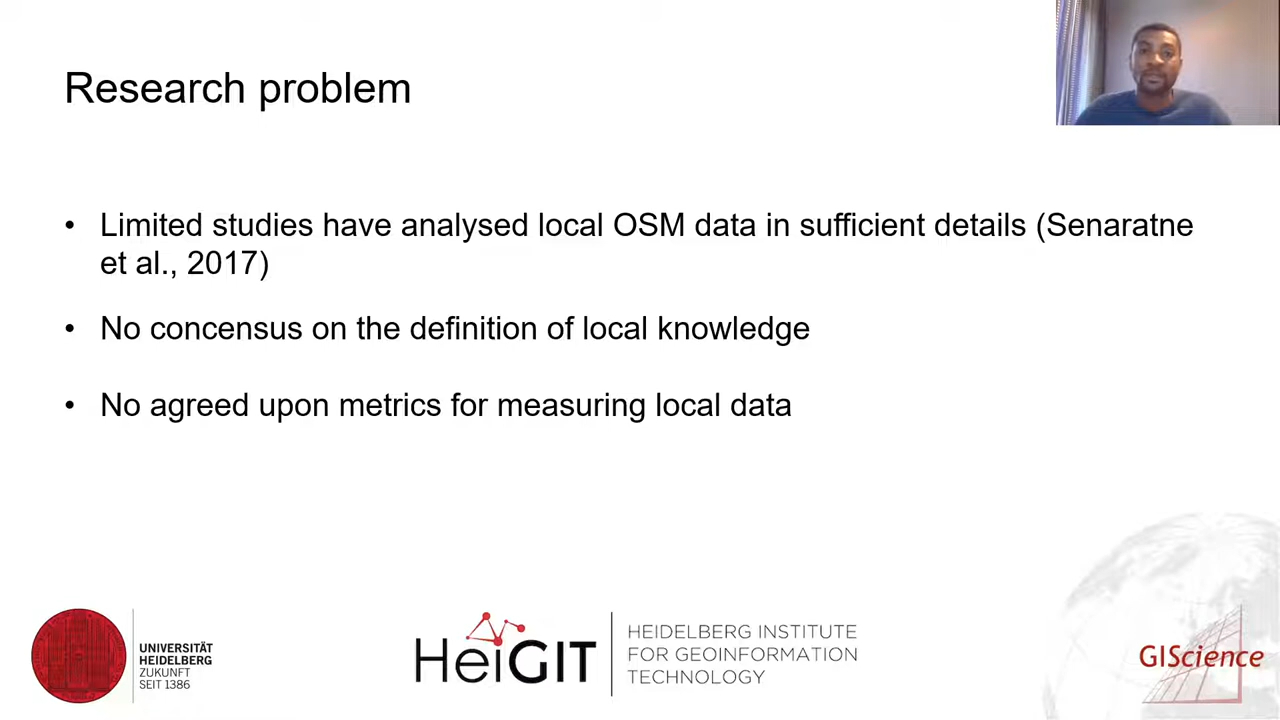 Research problem
• Limited studies have analysed local OSM data in sufficient details (Senaratne
et al., 2017)
• No concensus on the definition of local knowledge
• No agreed upon metrics for measuring local data
UNIVERSITÄT
HEIDELBERG
ZUKUNFT
SEIT 1386
HeiGIT
HEIDELBERG INSTITUTE
FOR GEOINFORMATION
TECHNOLOGY
GIScience